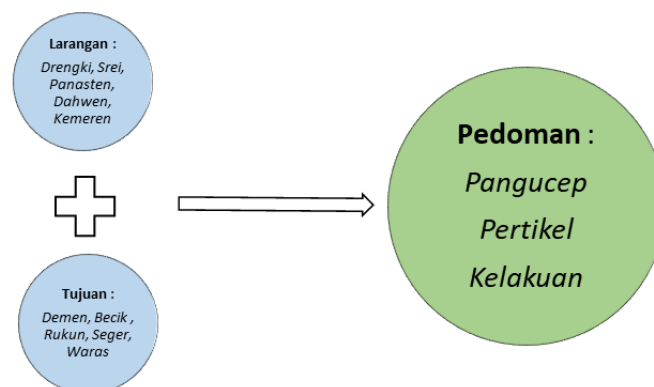 Larangan :
Drengki, Srei,
Panasten,
Dahwen,
Kemeren
Tujuan :
Demen, Becik ,
Rukun, Seger,
Waras
Pedoman :
Pangucep
Pertikel
Kelakuan